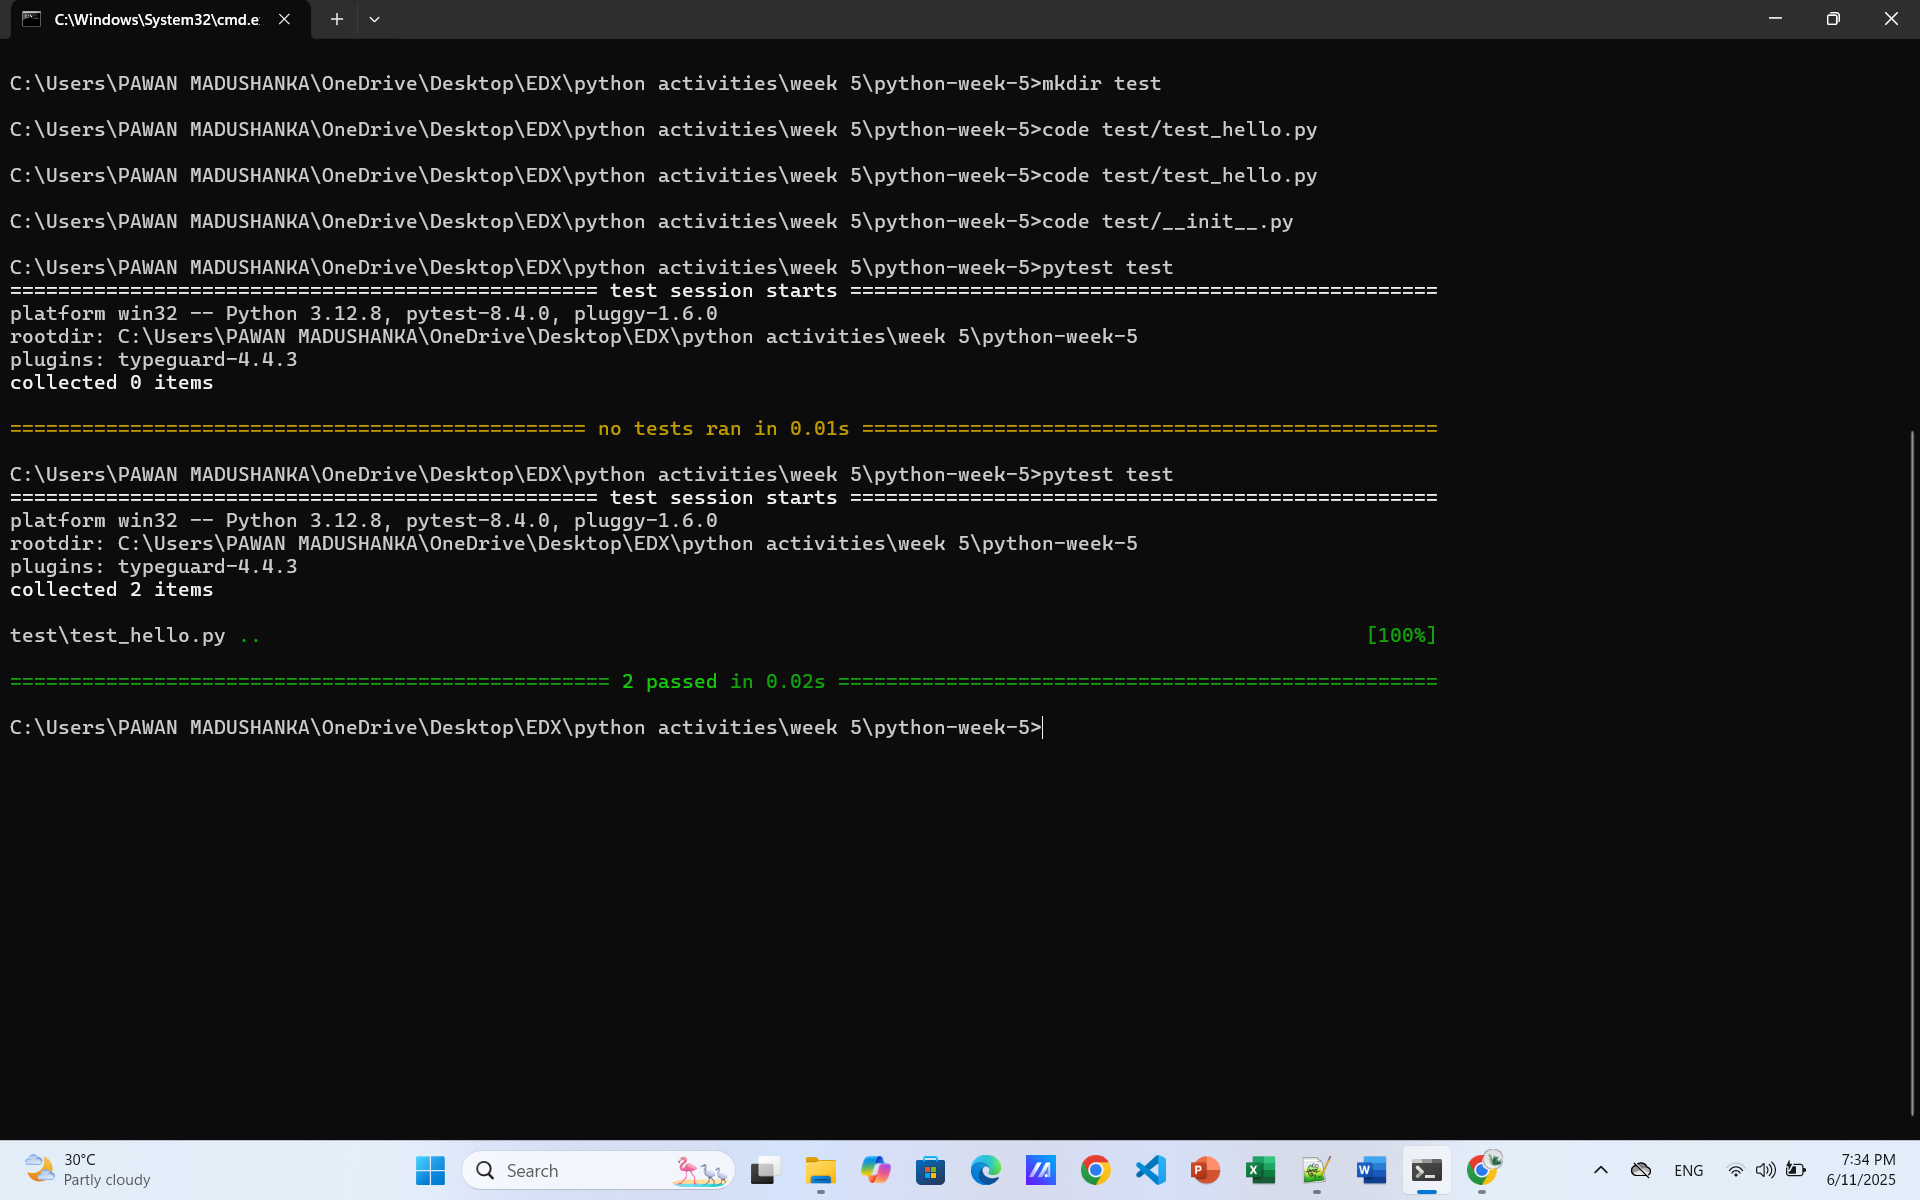 C:\Windows\System32\cmd.e
C:\Users\PAWAN MADUSHANKA\OneDrive\Desktop\EDX\python activities\week 5\python-week-5>mkdir test
C:\Users\PAWAN MADUSHANKA\OneDrive\Desktop\EDX\python activities\week 5\python-week-5>code test/test_hello.py
C:\Users\PAWAN MADUSHANKA\OneDrive\Desktop\EDX\python activities\week 5\python-week-5>code test/test_hello.py
C:\Users\PAWAN MADUSHANKA\OneDrive\Desktop\EDX\python activities\week 5\python-week-5>code test/__init__.py
C:\Users\PAWAN MADUSHANKA\OneDrive\Desktop\EDX\python activities\week 5\python-week-5>pytest test
================================================= test session starts =================================================
platform win32 -- Python 3.12.8, pytest-8.4.0, pluggy-1.6.0
rootdir: C:\Users\PAWAN MADUSHANKA\OneDrive\Desktop\EDX\python activities\week 5\python-week-5
plugins: typeguard-4.4.3
collected 0 items
================================================ no tests ran in 0.01s ================================================
C:\Users\PAWAN MADUSHANKA\OneDrive\Desktop\EDX\python activities\week 5\python-week-5>pytest test
================================================= test session starts =================================================
platform win32 -- Python 3.12.8, pytest-8.4.0, pluggy-1.6.0
rootdir: C:\Users\PAWAN MADUSHANKA\OneDrive\Desktop\EDX\python activities\week 5\python-week-5
plugins: typeguard-4.4.3
collected 2 items
test\test_hello.py .. [100%]
================================================== 2 passed in 0.02s ==================================================
C:\Users\PAWAN MADUSHANKA\OneDrive\Desktop\EDX\python activities\week 5\python-week-5>
30°C
Partly cloudy
Search
ENG
7:34 PM
6/11/2025